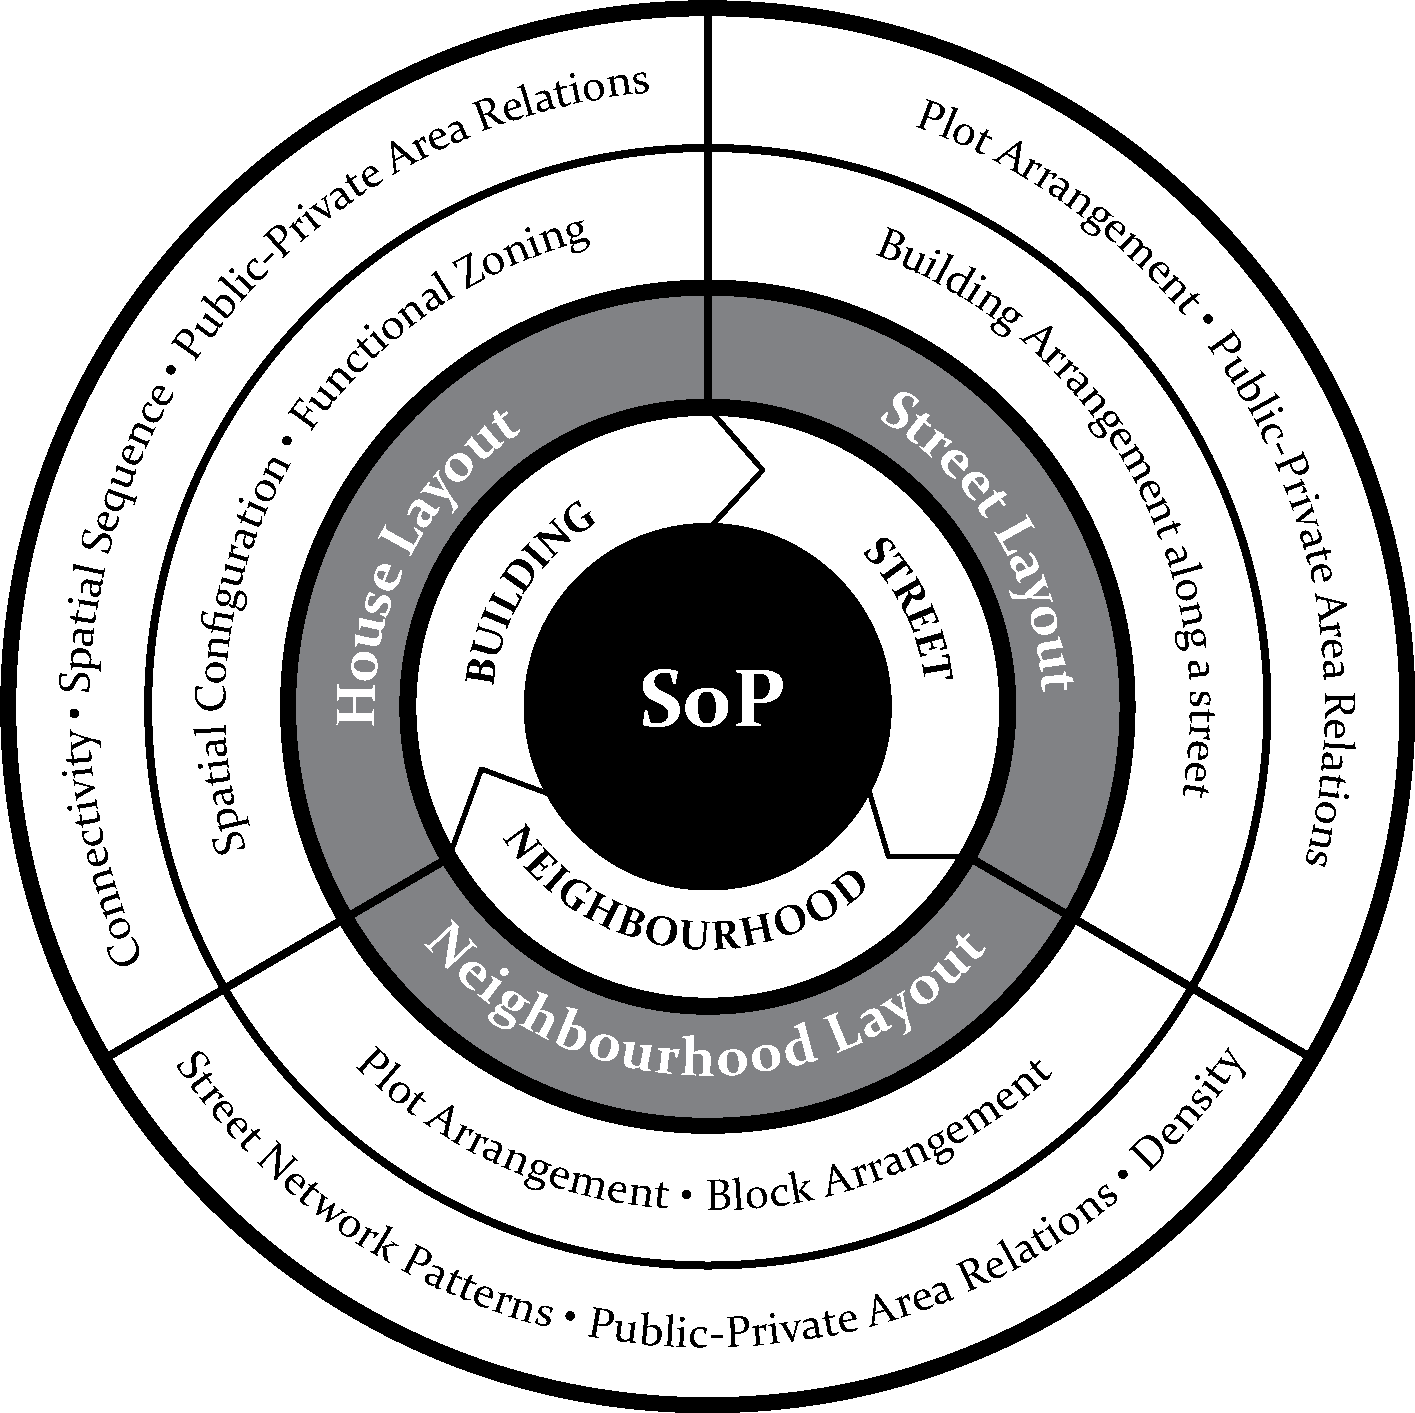 SoP
BUILDING
STREET
NEIGHBOURHOOD
House Layout
Street Layout
Neighbourhood Layout
Spatial Configuration • Functional Zoning
Building Arrangement along a street
Plot Arrangement • Block Arrangement
Connectivity • Spatial Sequence • Public-Private Area Relations
Plot Arrangement • Public-Private Area Relations
Street Network Patterns • Public-Private Area Relations • Density